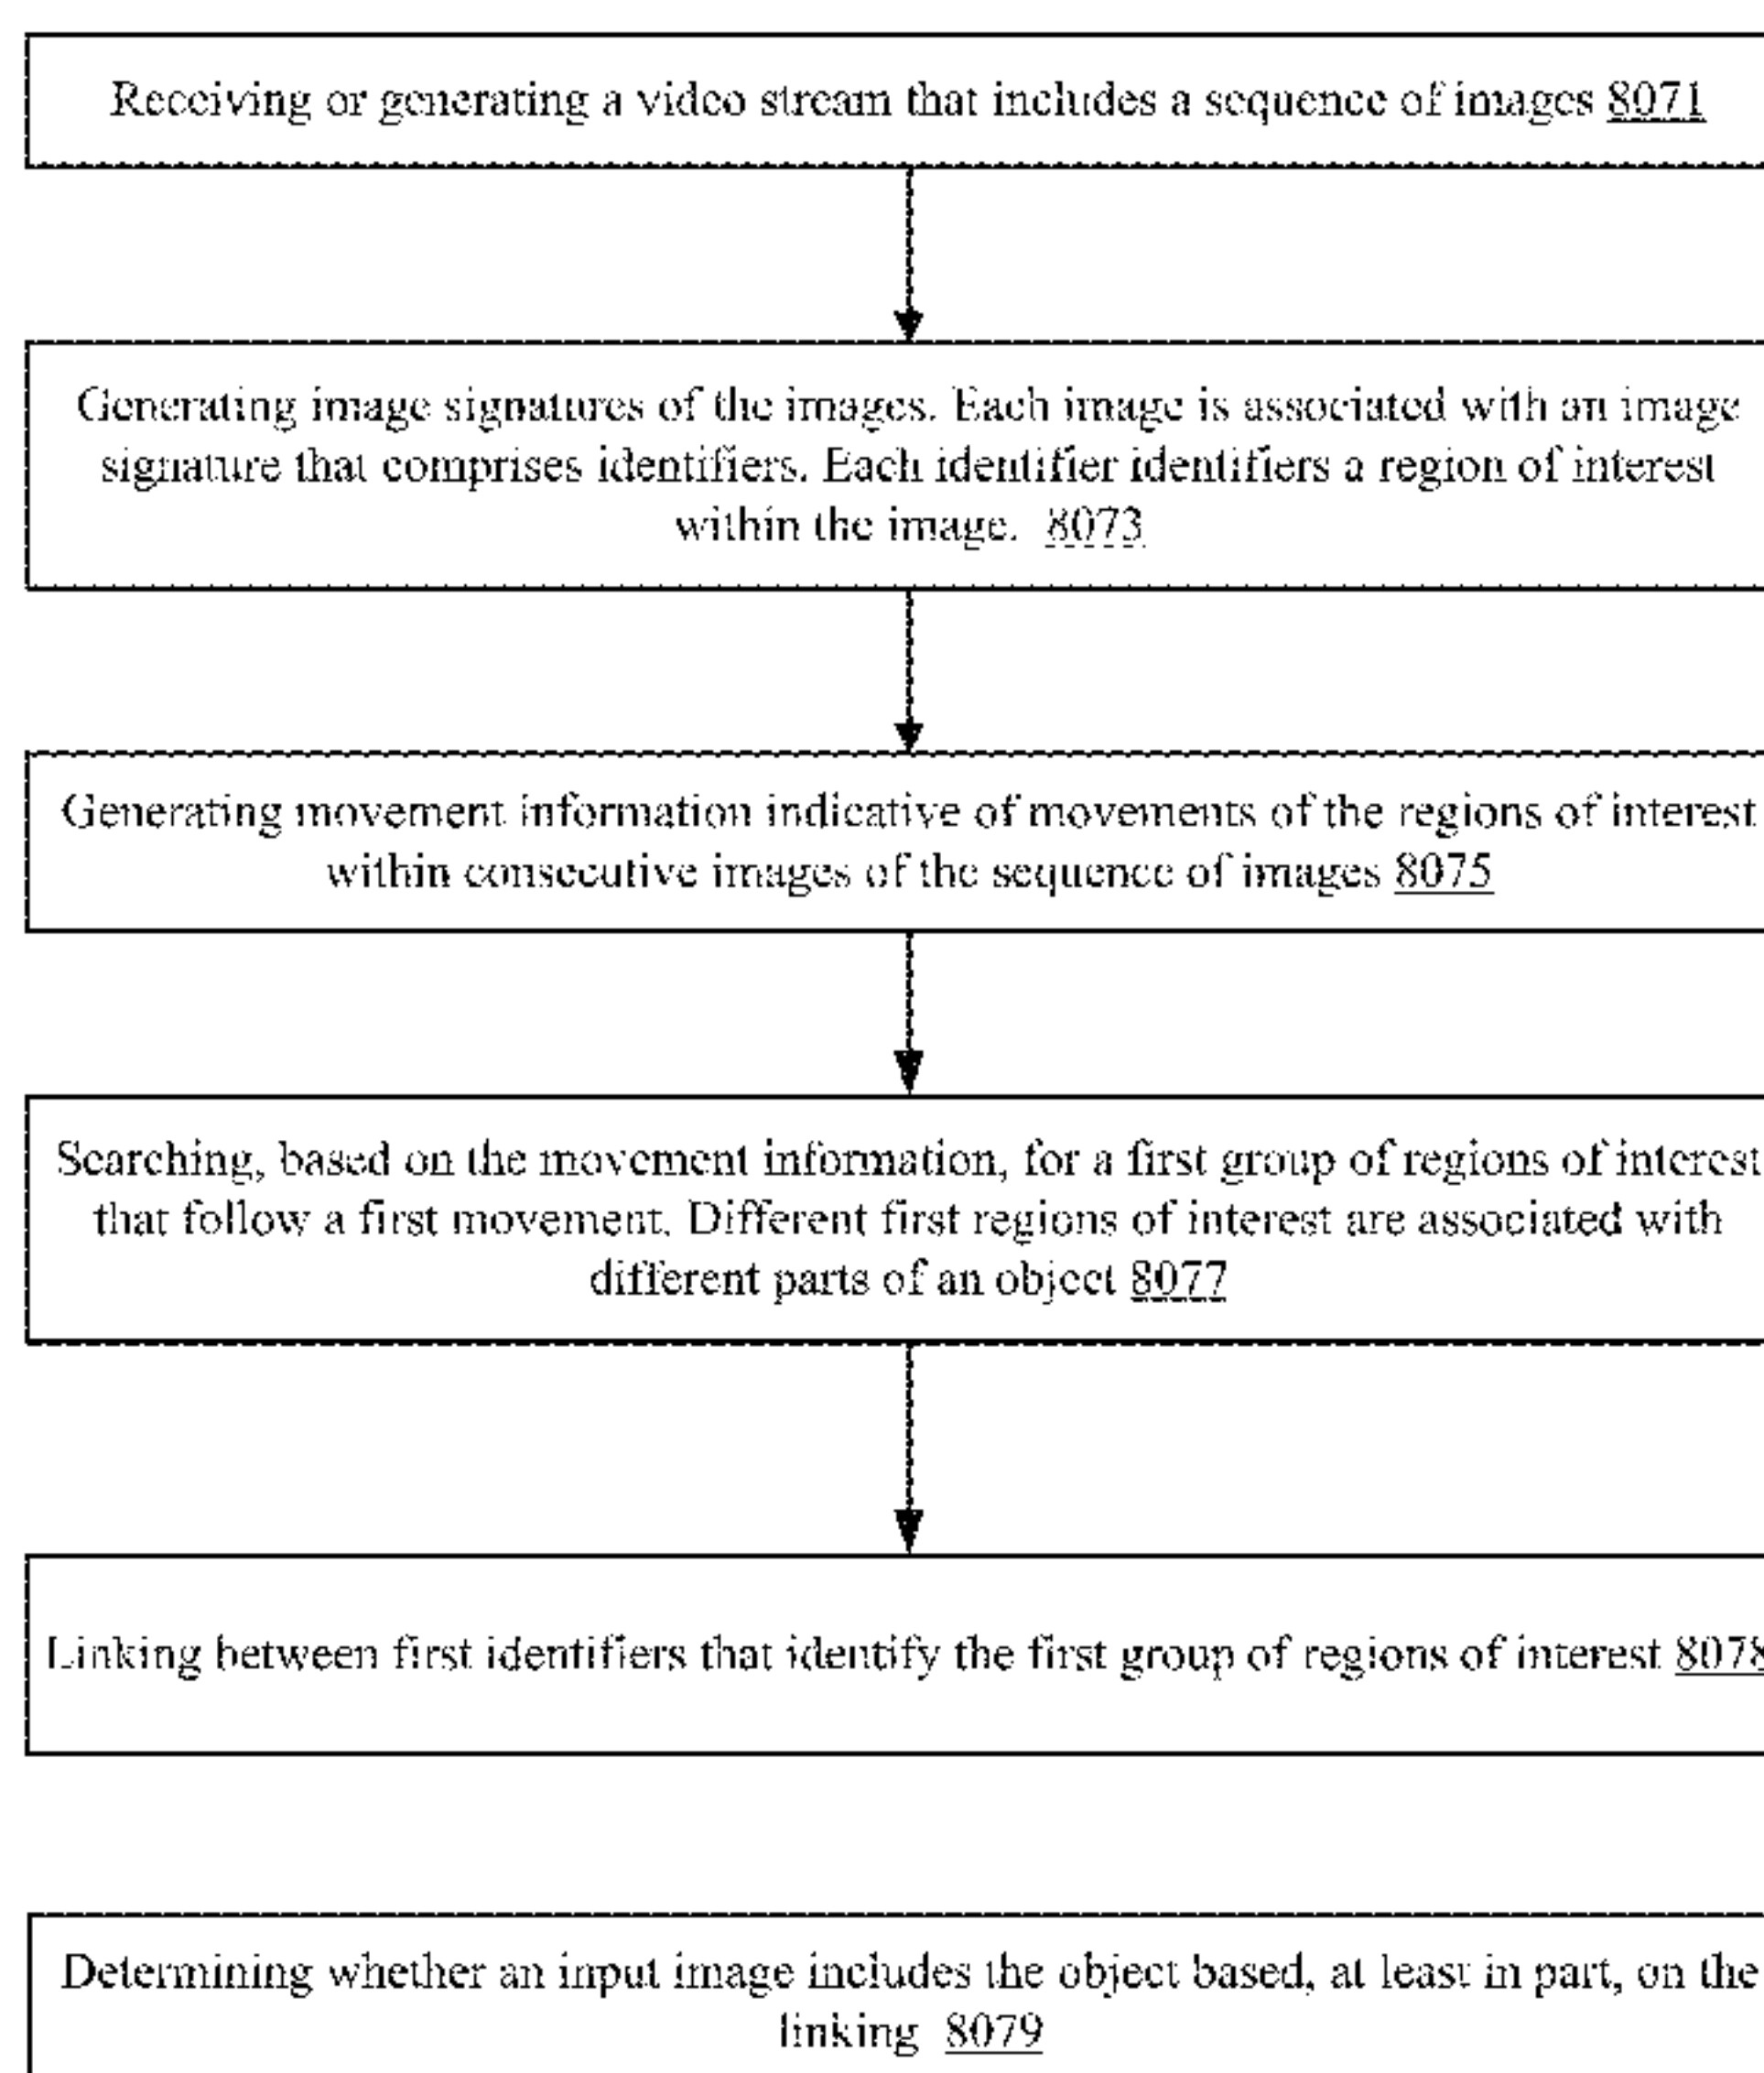 Receiving or generating a video stream that includes a sequence of images 8071
Generating image signatures of the images. Each image is associated with an image
signature that comprises identifiers. Each identifier identifiers a region of interest
within the image. 8073
Generating movement information indicative of movements of the regions of interest
within consecutive images of the sequence of images 8075
Searching, based on the movement information, for a first group of regions of interest
that follow a first movement. Different first regions of interest are associated with
different parts of an object 8077
Linking between first identifiers that identify the first group of regions of interest 8078
Determining whether an input image includes the object based, at least in part, on the
linking 8079